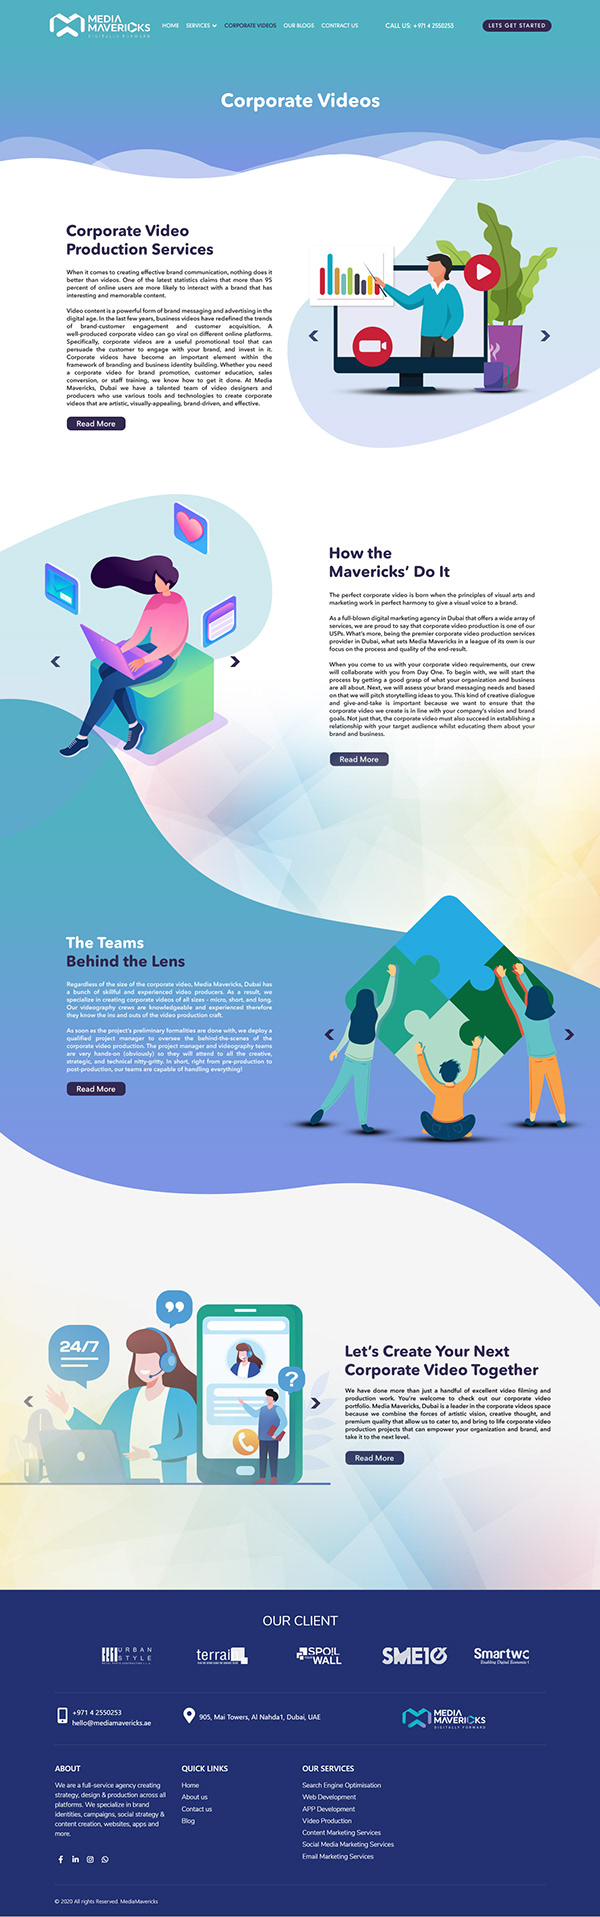 MEDIA
MAVERICKS
DIGITALLY FORWARD
HOME SERVICES CORPORATE VIDEOS OUR BLOGS CONTACT US
CALL US: +971 4 2550253
LETS GET STARTED
Corporate Videos
Corporate Video
Production Services
When it comes to creating effective brand communication, nothing does it
better than videos. One of the latest statistics claims that more than 95
percent of online users are more likely to interact with a brand that has
interesting and memorable content.
Video content is a powerful form of brand messaging and advertising in the
digital age. In the last few years, business videos have redefined the trends
of brand-customer engagement and customer acquisition. A
well-produced corporate video can go viral on different online platforms.
Specifically, corporate videos are a useful promotional tool that can
persuade the customer to engage with your brand, and invest in it.
Corporate videos have become an important element within the
framework of branding and business identity building. Whether you need
a corporate video for brand promotion, customer education, sales
conversion, or staff training, we know how to get it done. At Media
Mavericks, Dubai we have a talented team of video designers and
producers who use various tools and technologies to create corporate
videos that are artistic, visually-appealing, brand-driven, and effective.
Read More
How the
Mavericks' Do It
The perfect corporate video is born when the principles of visual arts and
marketing work in perfect harmony to give a visual voice to a brand.
As a full-blown digital marketing agency in Dubai that offers a wide array of
services, we are proud to say that corporate video production is one of our
USPs. What's more, being the premier corporate video production services
provider in Dubai, what sets Media Mavericks in a league of its own is our
focus on the process and quality of the end-result.
When you come to us with your corporate video requirements, our crew
will collaborate with you from Day One. To begin with, we will start the
process by getting a good grasp of what your organization and business
are all about. Next, we will assess your brand messaging needs and based
on that we will pitch storytelling ideas to you. This kind of creative dialogue
and give-and-take is important because we want to ensure that the
corporate video we create is in line with your company's vision and brand
goals. Not just that, the corporate video must also succeed in establishing a
relationship with your target audience whilst educating them about your
brand and business.
Read More
The Teams
Behind the Lens
Regardless of the size of the corporate video, Media Mavericks, Dubai has
a bunch of skillful and experienced video producers. As a result, we
specialize in creating corporate videos of all sizes - micro, short, and long.
Our videography crews are knowledgeable and experienced therefore
they know the ins and outs of the video production craft.
As soon as the project's preliminary formalities are done with, we deploy a
qualified project manager to oversee the behind-the-scenes of the
corporate video production. The project manager and videography teams
are very hands-on (obviously) so they will attend to all the creative,
strategic, and technical nitty-gritty. In short, right from pre-production to
post-production, our teams are capable of handling everything!
Read More
24/7
?
Let's Create Your Next
Corporate Video Together
We have done more than just a handful of excellent video filming and
production work. You're welcome to check out our corporate video
portfolio. Media Mavericks, Dubai is a leader in the corporate videos space
because we combine the forces of artistic vision, creative thought, and
premium quality that allow us to cater to, and bring to life corporate video
production projects that can empower your organization and brand, and
take it to the next level.
Read More
OUR CLIENT
URBAN
STYLE
terrain
SPOIL
WALL
SME10
Smartwo
Enabling Digital Economie
+971 4 2550253
hello@mediamavericks.ae
905, Mai Towers, Al Nahda1, Dubai, UAE
MEDIA
MAVERICKS
DIGITALLY FORWARD
ABOUT
We are a full-service agency creating
strategy, design & production across all
platforms. We specialize in brand
identities, campaigns, social strategy &
content creation, websites, apps and
more.
QUICK LINKS
Home
About us
Contact us
Blog
OUR SERVICES
Search Engine Optimisation
Web Development
APP Development
Video Production
Content Marketing Services
Social Media Marketing Services
Email Marketing Services
© 2020 All rights Reserved. MediaMavericks